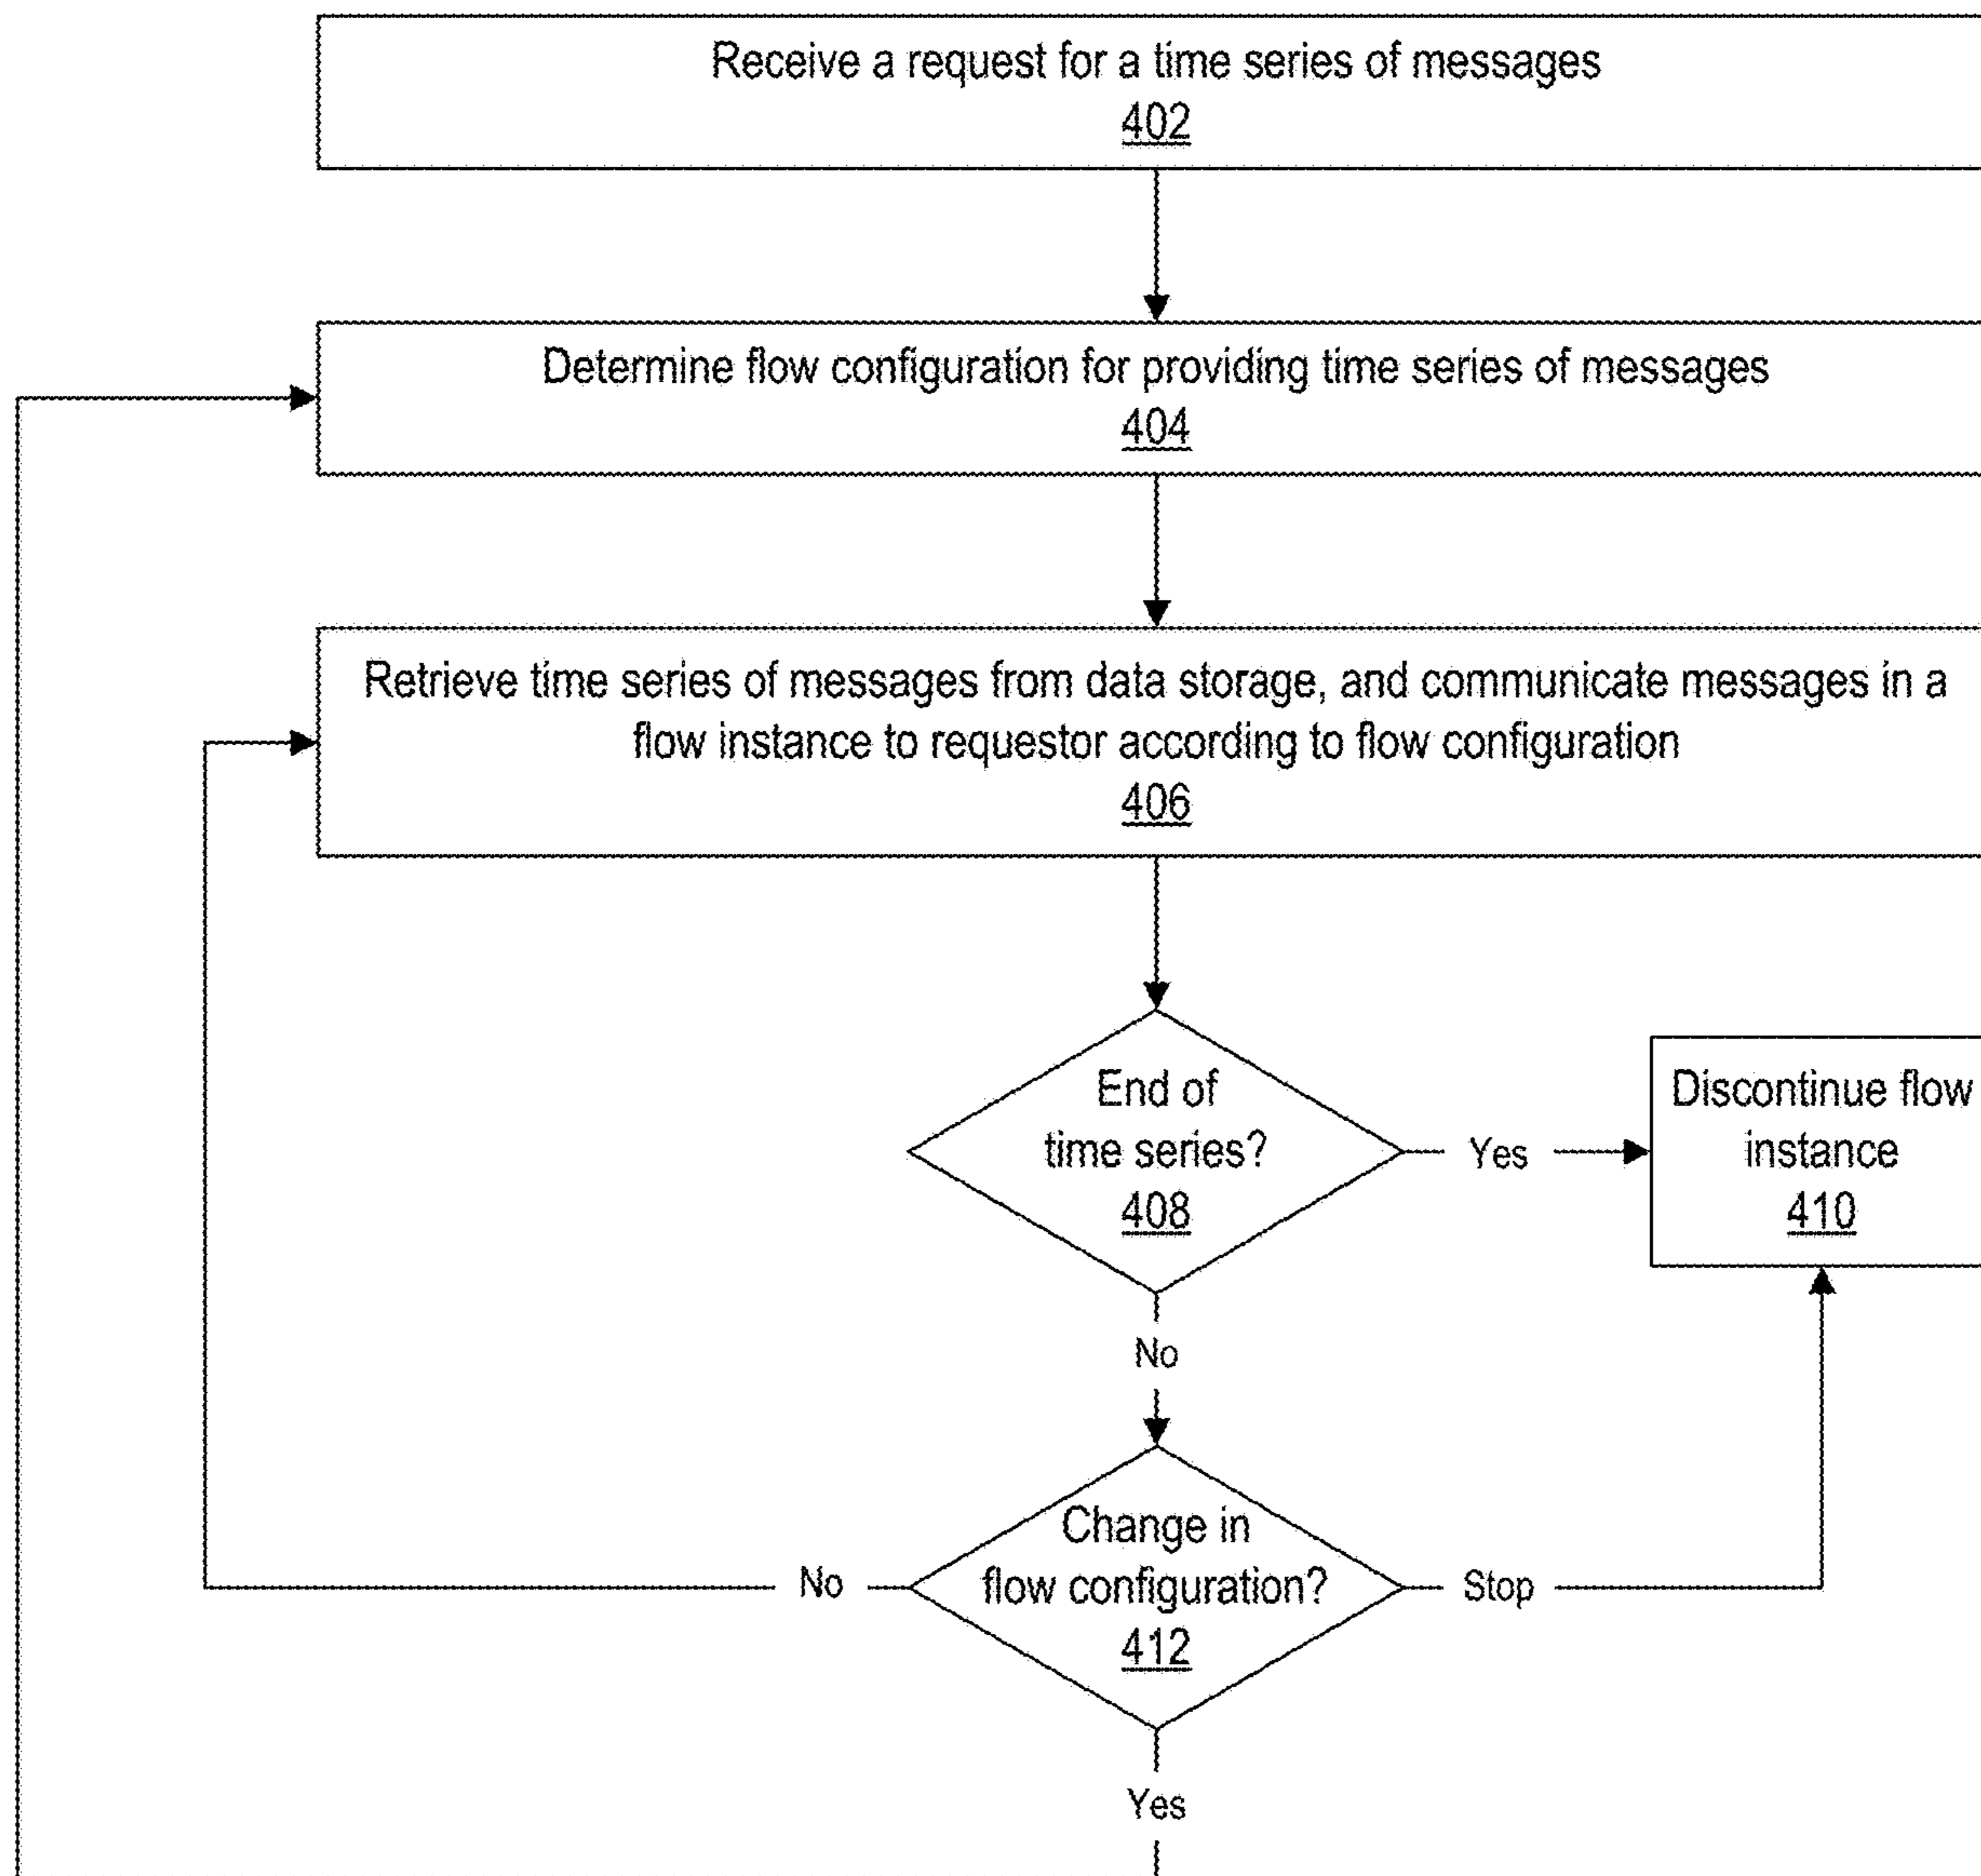 Receive a request for a time series of messages
402
Determine flow configuration for providing time series of messages
404
Retrieve time series of messages from data storage, and communicate messages in a
flow instance to requestor according to flow configuration
406
End of
time series?
408
Yes
Discontinue flow
instance
410
No
Change in
flow configuration?
412
No
Stop
Yes